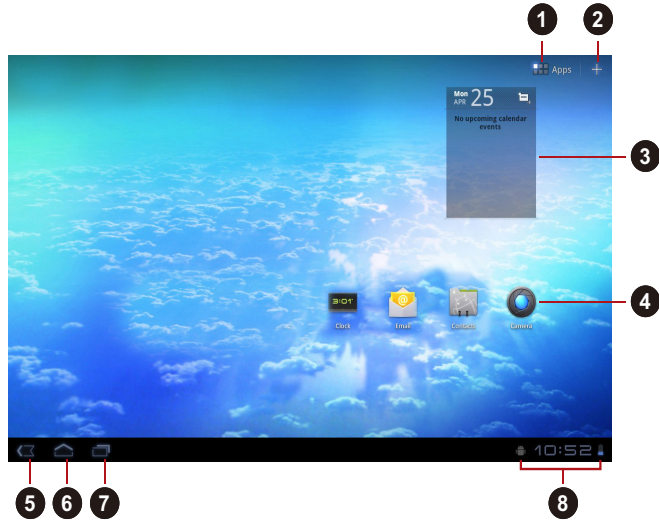 1 2
Apps
Mon
APR 25
No upcoming calendar
events
3
3:01
4
Clock Email Contacts Camera
10:52
5 6 7 8